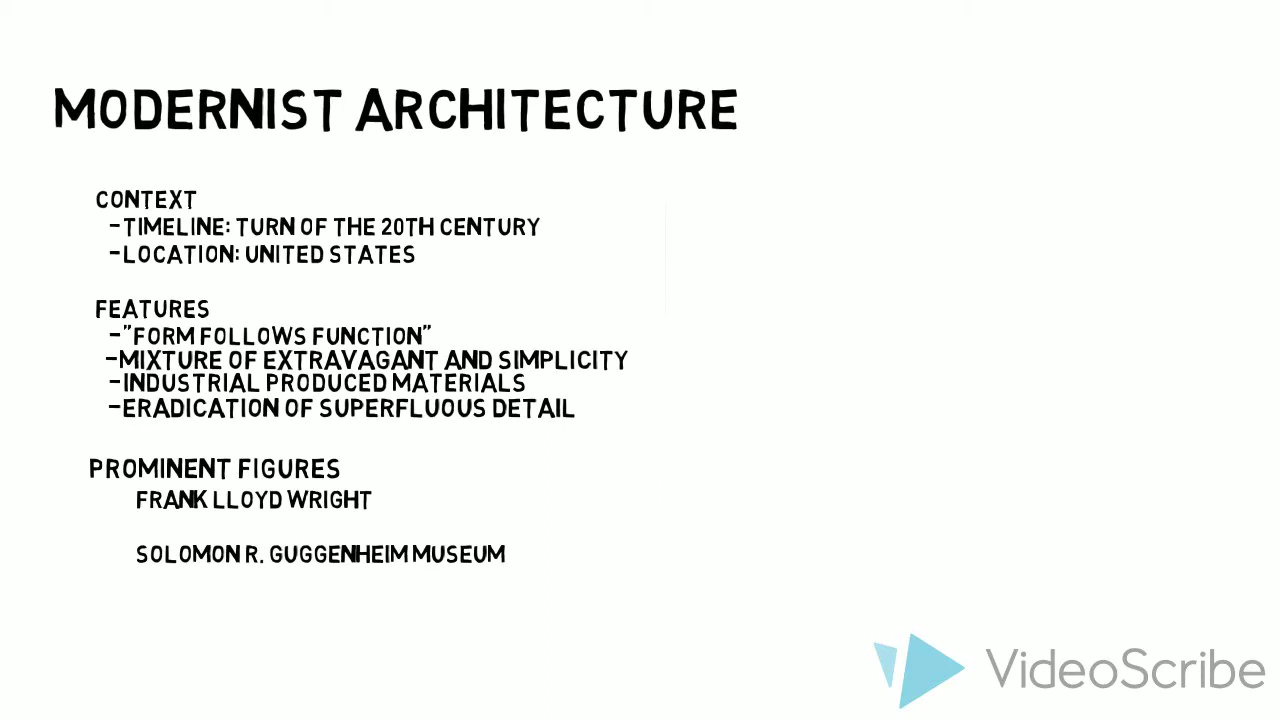 MODERNIST ARCHITECTURE
CONTEXT
-TIMELINE: TURN OF THE 20TH CENTURY
-LOCATION: UNITED STATES
FEATURES
-"FORM FOLLOWS FUNCTION"
-MIXTURE OF EXTRAVAGANT AND SIMPLICITY
-INDUSTRIAL PRODUCED MATERIALS
-ERADICATION OF SUPERFLUOUS DETAIL
PROMINENT FIGURES
FRANK LLOYD WRIGHT
SOLOMON R. GUGGENHEIM MUSEUM
VideoScribe